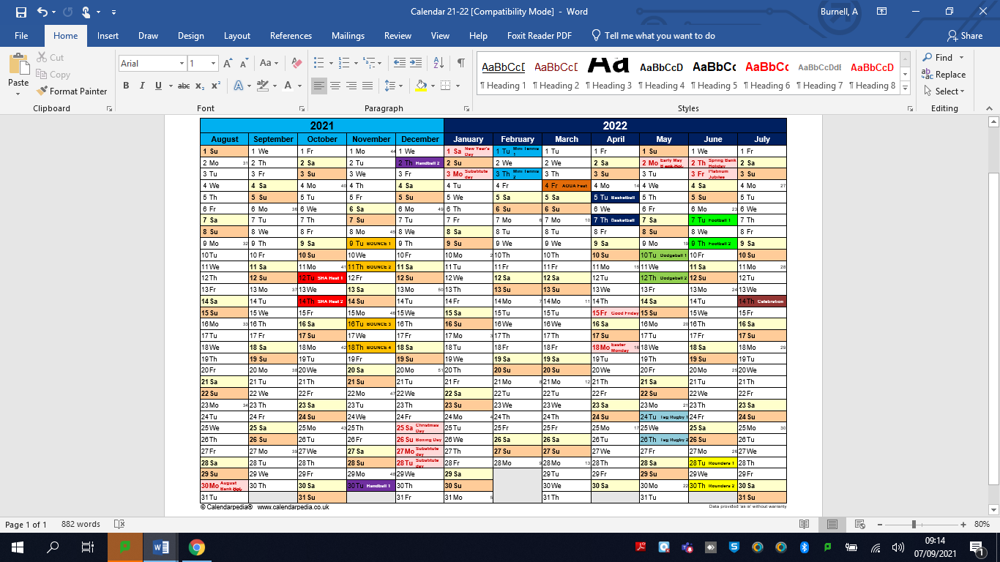 Calendar 21-22 [Compatibility Mode] - Word
Burnell, A
File Home Insert Draw Design Layout References Mailings Review View Help Foxit Reader PDF Tell me what you want to do Share
Paste
Cut
Copy
Format Painter
Clipboard
Arial 1
Font
Paragraph
AaBbCcD AaBbCcD Aa AaBbCcD AaBbCc AaBbCc AaBbCcDdE AaBbCcD
¶ Heading 1 ¶ Heading 2 ¶ Heading 3 ¶ Heading 4 ¶ Heading 5 ¶ Heading 6 ¶ Heading 7 ¶ Heading 8
Styles
Find
Replace
Select
Editing
2021 2022
August September October November December January February March April May June July
1 Su 1 We 1 Fr 1 Mo 44 1 We 1 Sa New Year's Day 1 Tu Mini Tennis 1 1 Tu 1 Fr 1 Su 1 We 1 Fr
2 Mo 31 2 Th 2 Sa 2 Tu 2 Th Handball 2 2 Su 2 We 2 We 2 Sa 2 Mo Early May Bank Hol. 2 Th Spring Bank Holiday 2 Sa
3 Tu 3 Fr 3 Su 3 We 3 Fr 3 Mo Substitute day 3 Th Mini Tennis 2 3 Th 3 Su 3 Tu 3 Fr Platinum Jubilee 3 Su
4 We 4 Sa 4 Mo 40 4 Th 4 Sa 4 Tu 4 Fr 4 Fr AQUA Fest 4 Mo 14 4 We 4 Sa 4 Mo 27
5 Th 5 Su 5 Tu 5 Fr 5 Su 5 We 5 Sa 5 Sa 5 Tu Basketball 5 Th 5 Su 5 Tu
6 Fr 6 Mo 36 6 We 6 Sa 6 Mo 49 6 Th 6 Su 6 Su 6 We 6 Fr 6 Mo 23 6 We
7 Sa 7 Tu 7 Th 7 Su 7 Tu 7 Fr 7 Mo 6 7 Mo 10 7 Th Basketball 7 Sa 7 Tu Football 1 7 Th
8 Su 8 We 8 Fr 8 Mo 45 8 We 8 Sa 8 Tu 8 Tu 8 Fr 8 Su 8 We 8 Fr
9 Mo 32 9 Th 9 Sa 9 Tu BOUNCE 1 9 Th 9 Su 9 We 9 We 9 Sa 9 Mo 19 9 Th Football 2 9 Sa
10 Tu 10 Fr 10 Su 10 We 10 Fr 10 Mo 2 10 Th 10 Th 10 Su 10 Tu Dodgeball 1 10 Fr 10 Su
11 We 11 Sa 11 Mo 41 11 Th BOUNCE 2 11 Sa 11 Tu 11 Fr 11 Fr 11 Mo 15 11 We 11 Sa 11 Mo 28
12 Th 12 Su 12 Tu SHA Heat 1 12 Fr 12 Su 12 We 12 Sa 12 Sa 12 Tu 12 Th Dodgeball 2 12 Su 12 Tu
13 Fr 13 Mo 37 13 We 13 Sa 13 Mo 50 13 Th 13 Su 13 Su 13 We 13 Fr 13 Mo 24 13 We
14 Sa 14 Tu 14 Th SHA Heat 2 14 Su 14 Tu 14 Fr 14 Mo 7 14 Mo 11 14 Th 14 Sa 14 Tu 14 Th Celebration
15 Su 15 We 15 Fr 15 Mo 46 15 We 15 Sa 15 Tu 15 Tu 15 Fr Good Friday 15 Su 15 We 15 Fr
16 Mo 33 16 Th 16 Sa 16 Tu BOUNCE 3 16 Th 16 Su 16 We 16 We 16 Sa 16 Mo 20 16 Th 16 Sa
17 Tu 17 Fr 17 Su 17 We 17 Fr 17 Mo 3 17 Th 17 Th 17 Su 17 Tu 17 Fr 17 Su
18 We 18 Sa 18 Mo 42 18 Th BOUNCE 4 18 Sa 18 Tu 18 Fr 18 Fr 18 Mo Easter Monday 16 18 We 18 Sa 18 Mo 29
19 Th 19 Su 19 Tu 19 Fr 19 Su 19 We 19 Sa 19 Sa 19 Tu 19 Th 19 Su 19 Tu
20 Fr 20 Mo 38 20 We 20 Sa 20 Mo 51 20 Th 20 Su 20 Su 20 We 20 Fr 20 Mo 25 20 We
21 Sa 21 Tu 21 Th 21 Su 21 Tu 21 Fr 21 Mo 8 21 Mo 12 21 Th 21 Sa 21 Tu 21 Th
22 Su 22 We 22 Fr 22 Mo 47 22 We 22 Sa 22 Tu 22 Tu 22 Fr 22 Su 22 We 22 Fr
23 Mo 34 23 Th 23 Sa 23 Tu 23 Th 23 Su 23 We 23 We 23 Sa 23 Mo 21 23 Th 23 Sa
24 Tu 24 Fr 24 Su 24 We 24 Fr 24 Mo 4 24 Th 24 Th 24 Su 24 Tu Tag Rugby 1 24 Fr 24 Su
25 We 25 Sa 25 Mo 43 25 Th 25 Sa Christmas Day 25 Tu 25 Fr 25 Fr 25 Mo 17 25 We 25 Sa 25 Mo 30
26 Th 26 Su 26 Tu 26 Fr 26 Su Boxing Day 26 We 26 Sa 26 Sa 26 Tu 26 Th Tag Rugby 2 26 Su 26 Tu
27 Fr 27 Mo 39 27 We 27 Sa 27 Mo Substitute day 27 Th 27 Su 27 Su 27 We 27 Fr 27 Mo 26 27 We
28 Sa 28 Tu 28 Th 28 Su 28 Tu Substitute day 28 Fr 28 Mo 9 28 Mo 13 28 Th 28 Sa 28 Tu Rounders 1 28 Th
29 Su 29 We 29 Fr 29 Mo 48 29 We 29 Sa 29 Tu 29 Fr 29 Su 29 We 29 Fr
30 Mo August Bank Hol. 30 Th 30 Sa 30 Tu Handball 1 30 Th 30 Su 30 We 30 Sa 30 Mo 22 30 Th Rounders 2 30 Sa
31 Tu 31 Su 31 Fr 31 Mo 5 31 Th 31 Tu 31 Su
© Calendarpedia® www.calendarpedia.co.uk Data provided 'as is' without warranty
Page 1 of 1 882 words 80%
09:14
07/09/2021